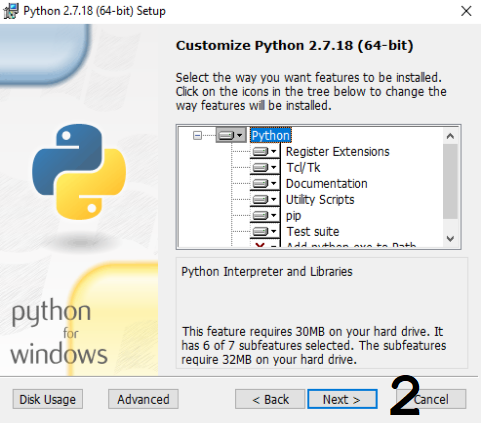 Python 2.7.18 (64-bit) Setup
Customize Python 2.7.18 (64-bit)
Select the way you want features to be installed.
Click on the icons in the tree below to change the
way features will be installed.
Python
Register Extensions
Tcl/Tk
Documentation
Utility Scripts
pip
Test suite
Add python.exe to Path
Python Interpreter and Libraries
This feature requires 30MB on your hard drive. It
has 6 of 7 subfeatures selected. The subfeatures
require 32MB on your hard drive.
python
for
windows
Disk Usage
Advanced
< Back
Next >
2
Cancel